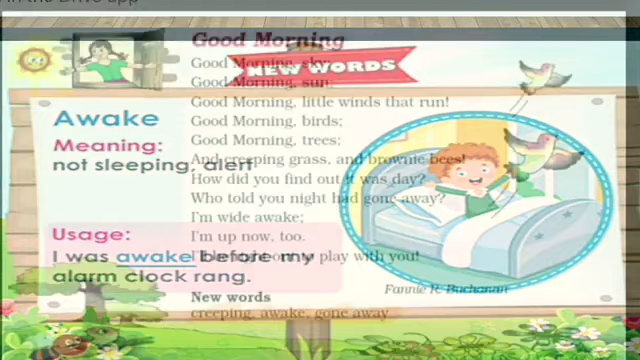 in the Drive app
Good Morning
Good Morning, sky;
NEW WORDS
Good Morning, sun;
Good Morning, little winds that run!
Good Morning, birds;
Good Morning, trees;
And creeping grass, and brownie bees!
How did you find out it was day?
Who told you night had gone away?
I'm wide awake;
I'm up now, too.
to play with you!
Fannie R. Buchanan
New words
creeping, awake, gone away
Awake
Meaning:
not sleeping, alert
Usage:
I was awake before my
alarm clock rang.